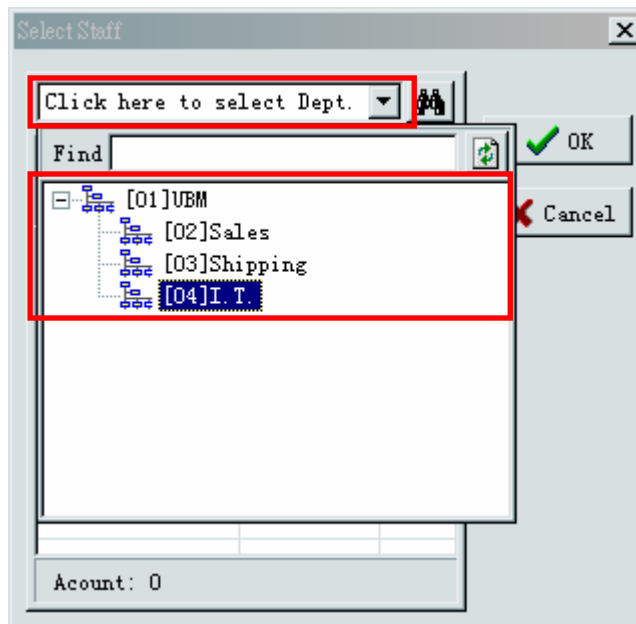 Select Staff
Click here to select Dept.
OK
Find
[01]UBM
Cancel
[02]Sales
[03]Shipping
[04]I.T.
Acount: 0